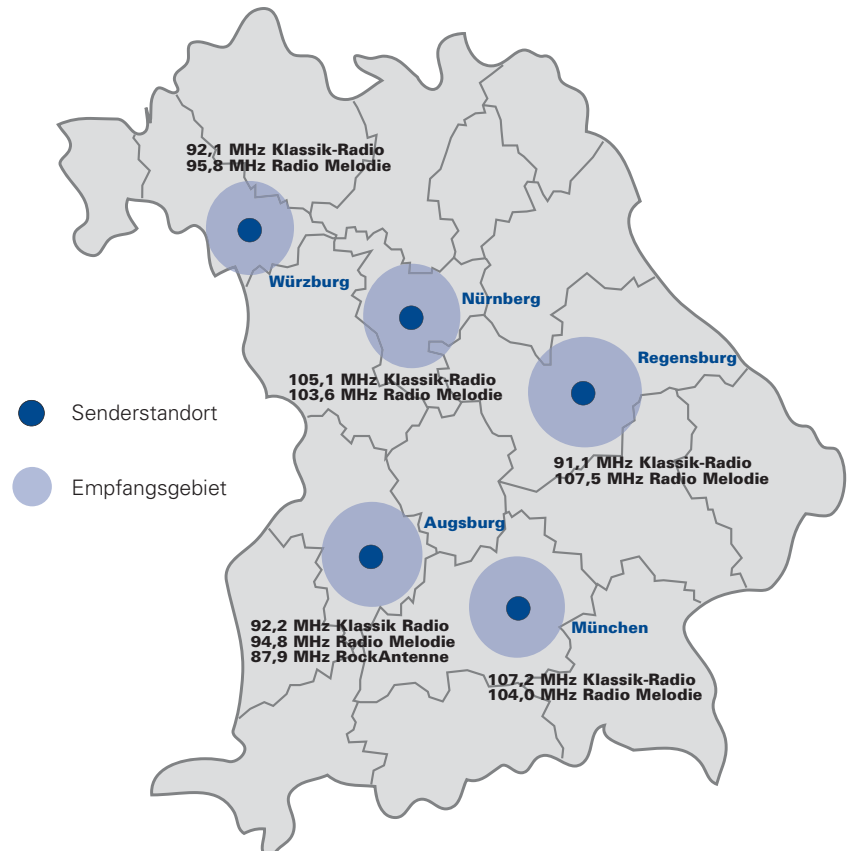 92,1 MHz Klassik-Radio
95,8 MHz Radio Melodie
Würzburg
Nürnberg
105,1 MHz Klassik-Radio
103,6 MHz Radio Melodie
Regensburg
91,1 MHz Klassik-Radio
107,5 MHz Radio Melodie
Senderstandort
Empfangsgebiet
Augsburg
92,2 MHz Klassik Radio
94,8 MHz Radio Melodie
87,9 MHz RockAntenne
München
107,2 MHz Klassik-Radio
104,0 MHz Radio Melodie